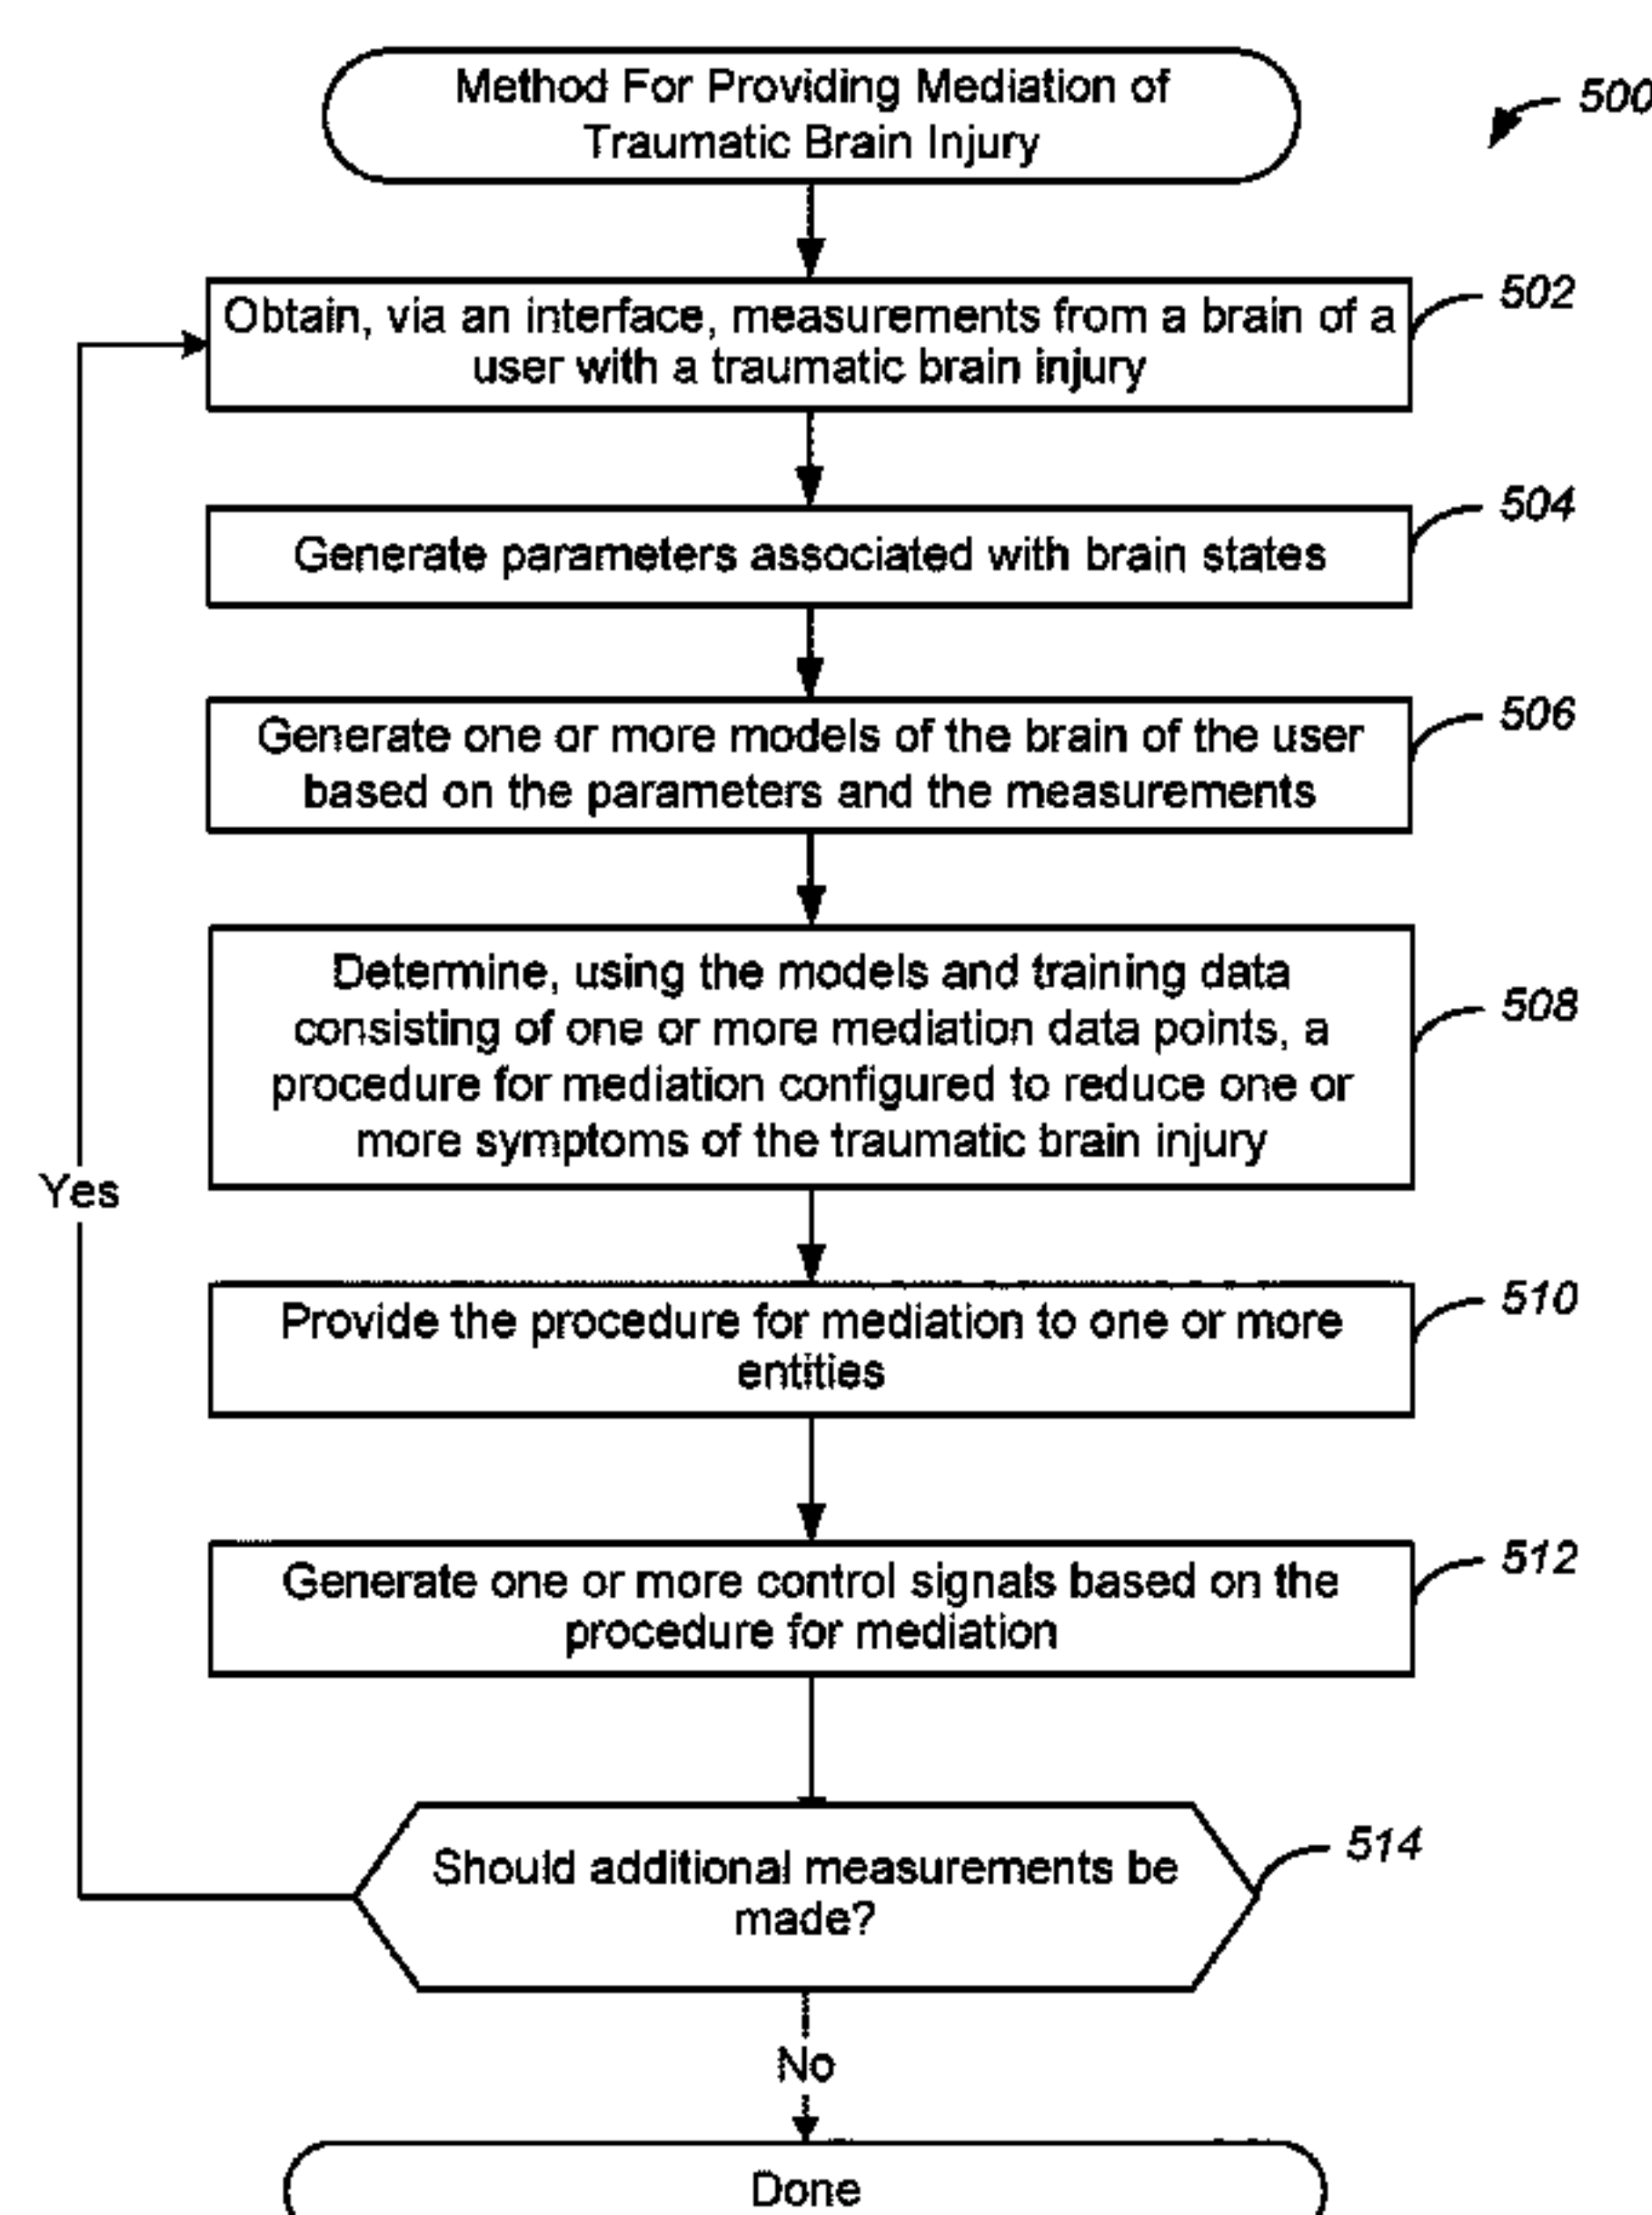 Method For Providing Mediation of
Traumatic Brain Injury
500
Obtain, via an interface, measurements from a brain of a
user with a traumatic brain injury
502
Generate parameters associated with brain states
504
Generate one or more models of the brain of the user
based on the parameters and the measurements
506
Determine, using the models and training data
consisting of one or more mediation data points, a
procedure for mediation configured to reduce one or
more symptoms of the traumatic brain injury
508
Yes
Provide the procedure for mediation to one or more
entities
510
Generate one or more control signals based on the
procedure for mediation
512
Should additional measurements be
made?
514
No
Done